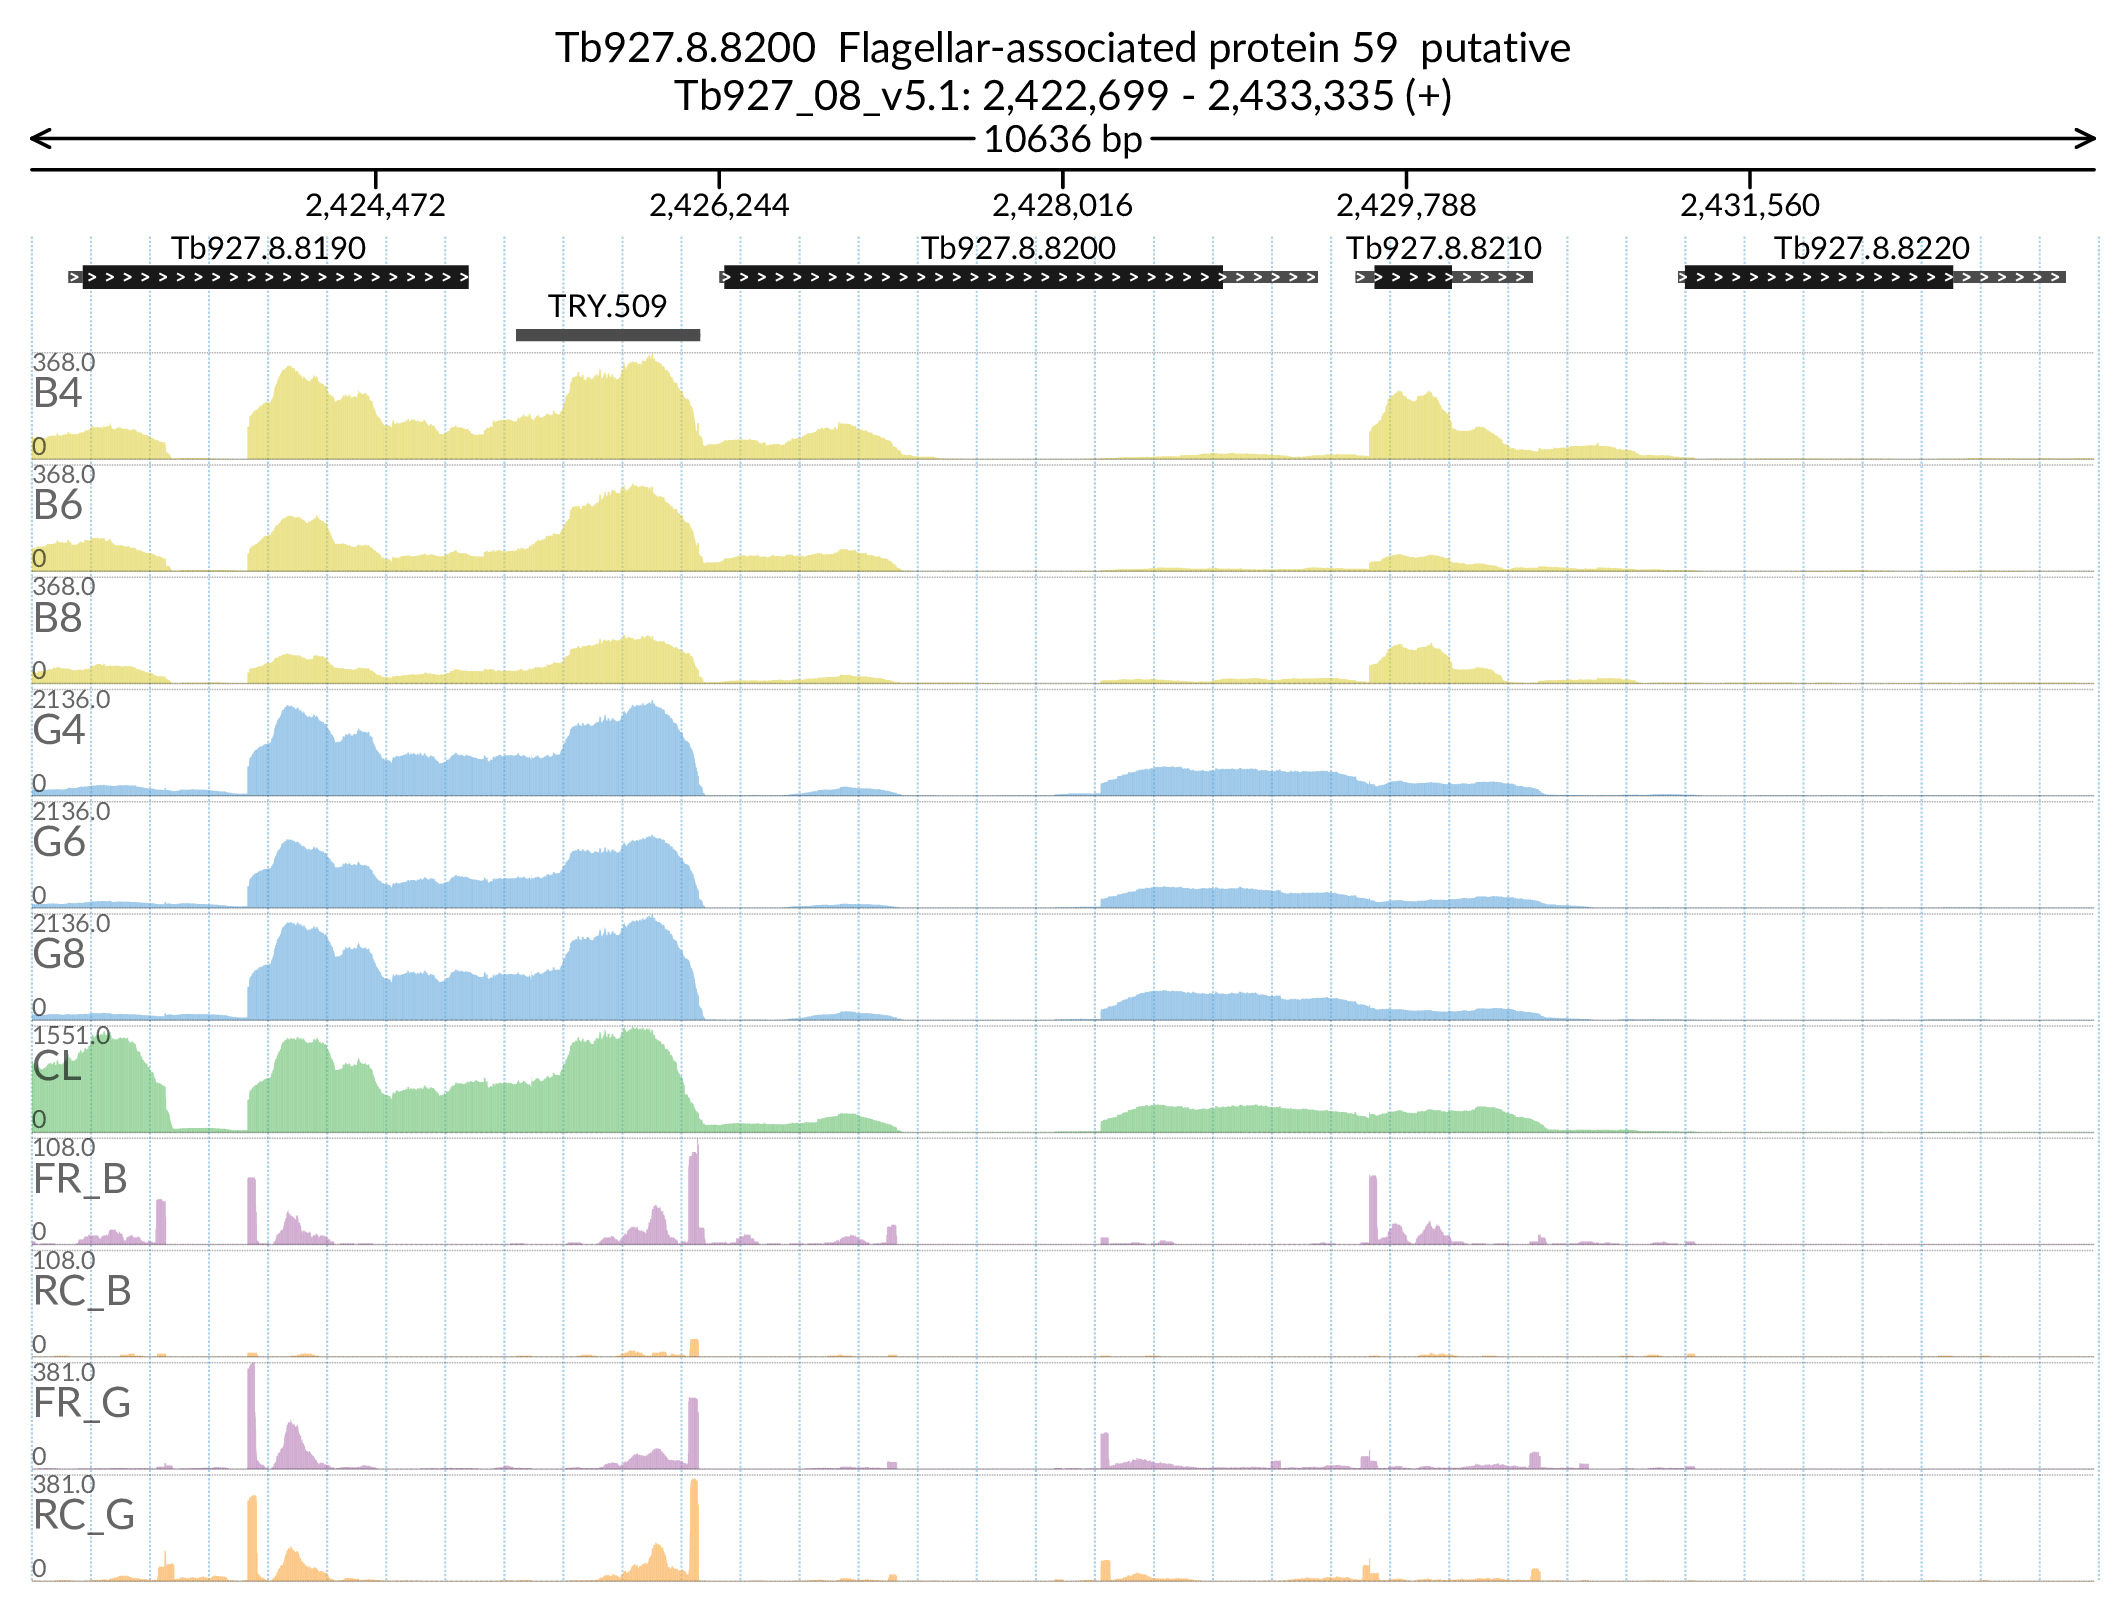 Tb927.8.8200 Flagellar-associated protein 59 putative
Tb927_08_v5.1: 2,422,699 - 2,433,335 (+)
10636 bp
2,424,472 2,426,244 2,428,016 2,429,788 2,431,560
Tb927.8.8190 Tb927.8.8200 Tb927.8.8210 Tb927.8.8220
TRY.509
368.0
B4
0
368.0
B6
0
368.0
B8
0
2136.0
G4
0
2136.0
G6
0
2136.0
G8
0
1551.0
CL
0
108.0
FR_B
0
108.0
RC_B
0
381.0
FR_G
0
381.0
RC_G
0